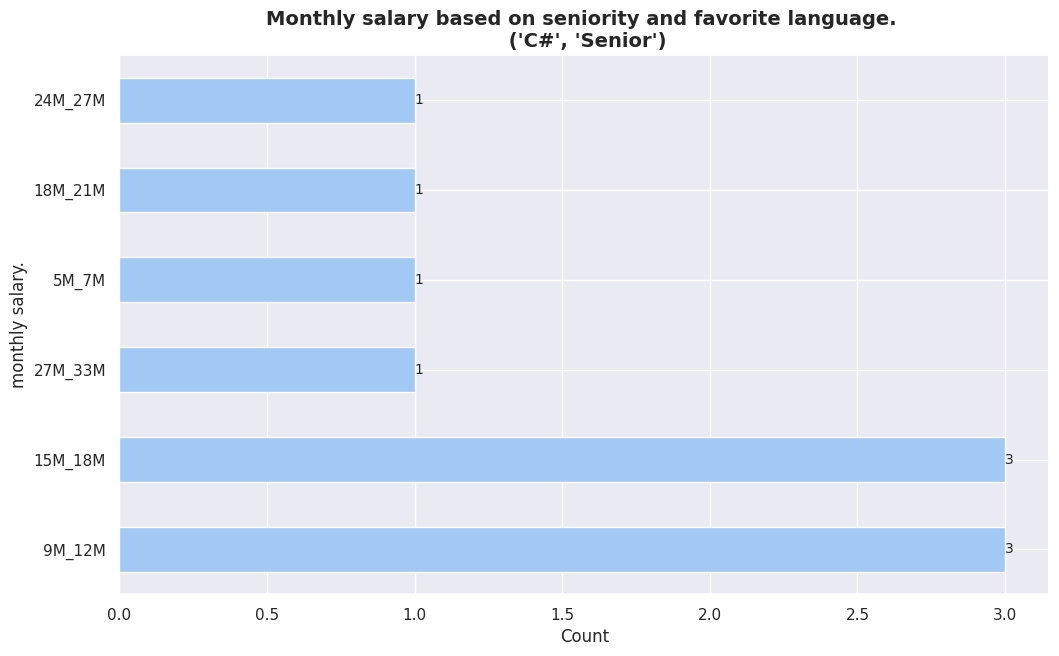 Monthly salary based on seniority and favorite language.
('C#', 'Senior')
24M_27M
1
18M_21M
1
5M_7M
1
27M_33M
1
15M_18M
3
9M_12M
3
monthly salary.
0.0 0.5 1.0 1.5 2.0 2.5 3.0
Count